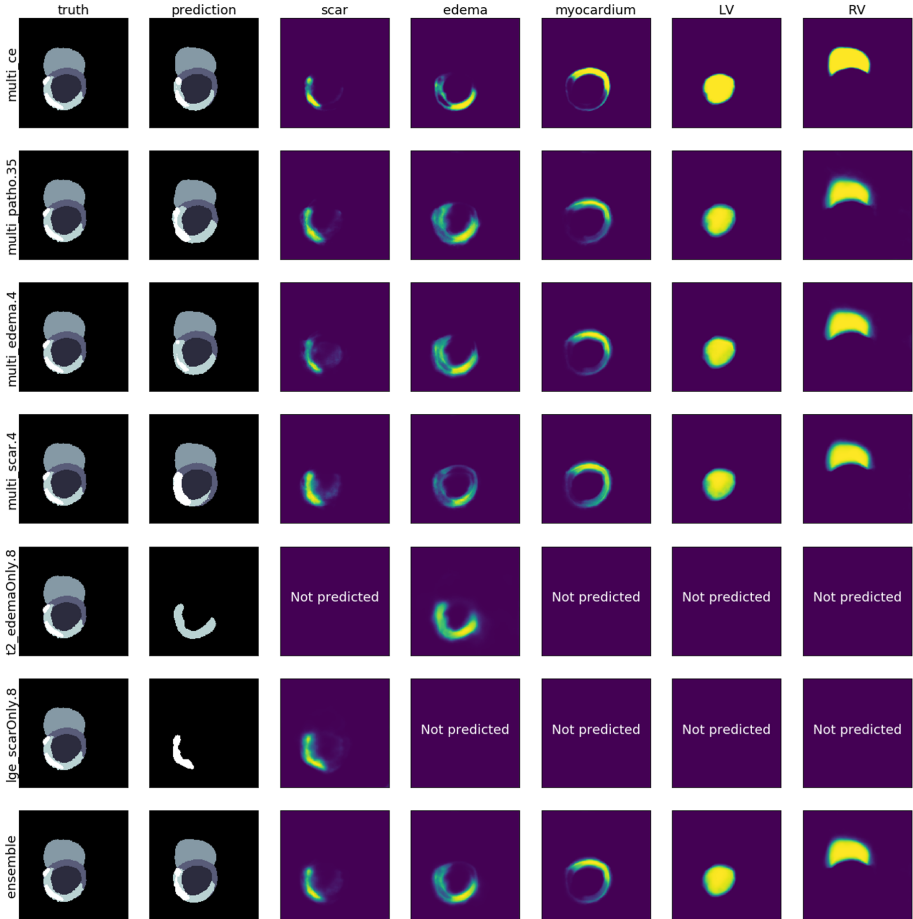 truth prediction scar edema myocardium LV RV
multi_ce
multi_patho.35
multi_edema.4
multi_scar.4
t2_edemaOnly.8
Not predicted Not predicted Not predicted Not predicted
lge_scarOnly.8
Not predicted Not predicted Not predicted Not predicted
ensemble